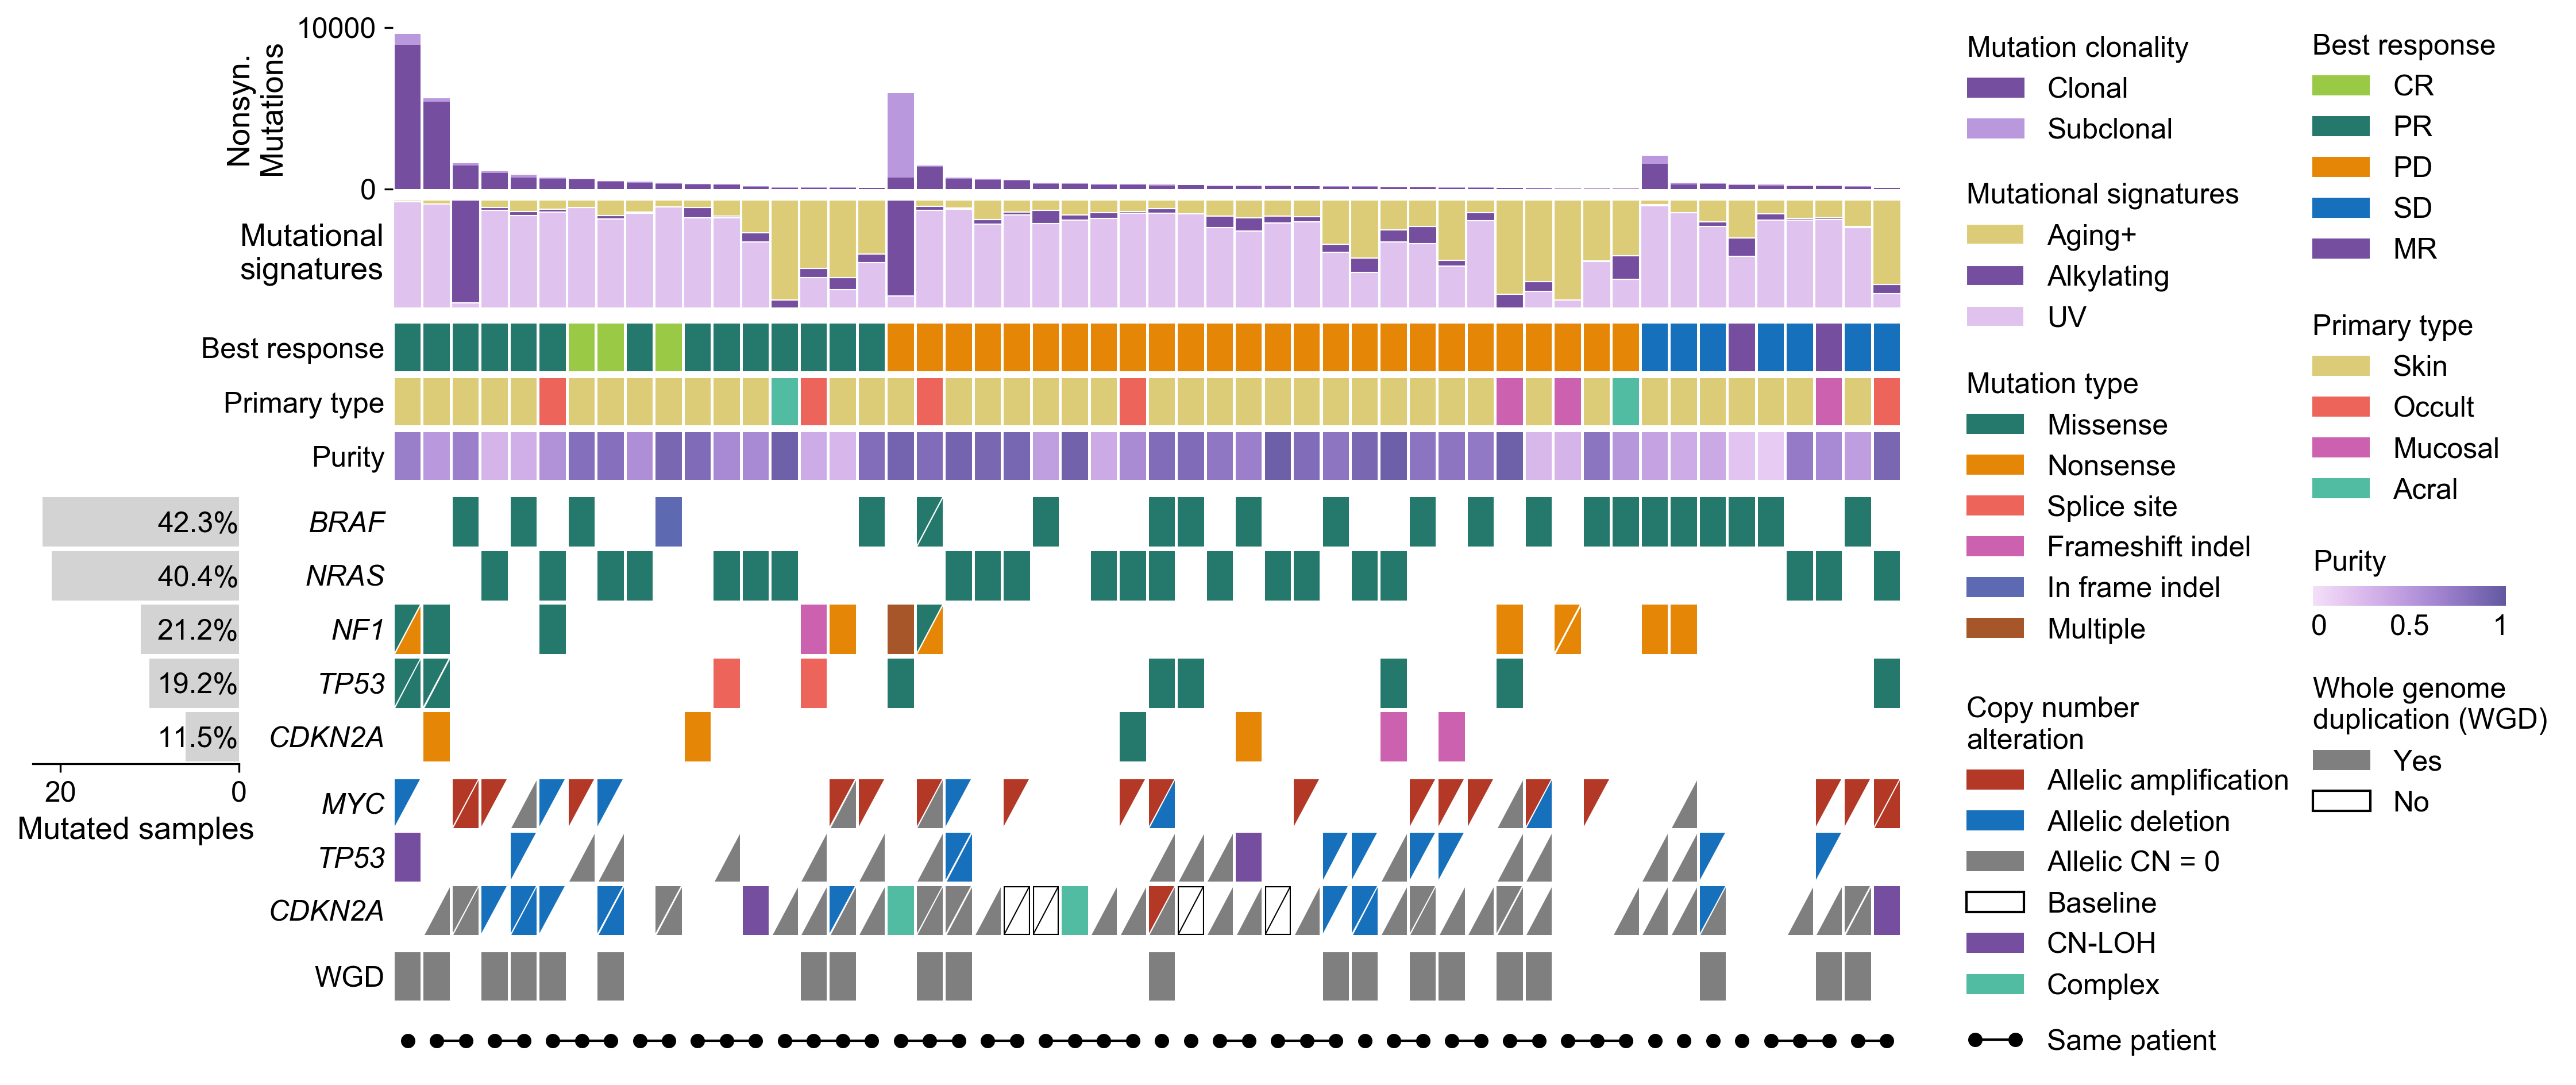 10000
0
Nonsyn.
Mutations
Mutational
signatures
Best response
Primary type
Purity
42.3%
BRAF
40.4%
NRAS
21.2%
NF1
19.2%
TP53
11.5%
CDKN2A
20
0
Mutated samples
MYC
TP53
CDKN2A
WGD
Mutation clonality
Clonal
Subclonal
Mutational signatures
Aging+
Alkylating
UV
Mutation type
Missense
Nonsense
Splice site
Frameshift indel
In frame indel
Multiple
Copy number
alteration
Allelic amplification
Allelic deletion
Allelic CN = 0
Baseline
CN-LOH
Complex
Same patient
Best response
CR
PR
PD
SD
MR
Primary type
Skin
Occult
Mucosal
Acral
Purity
0
0.5
1
Whole genome
duplication (WGD)
Yes
No